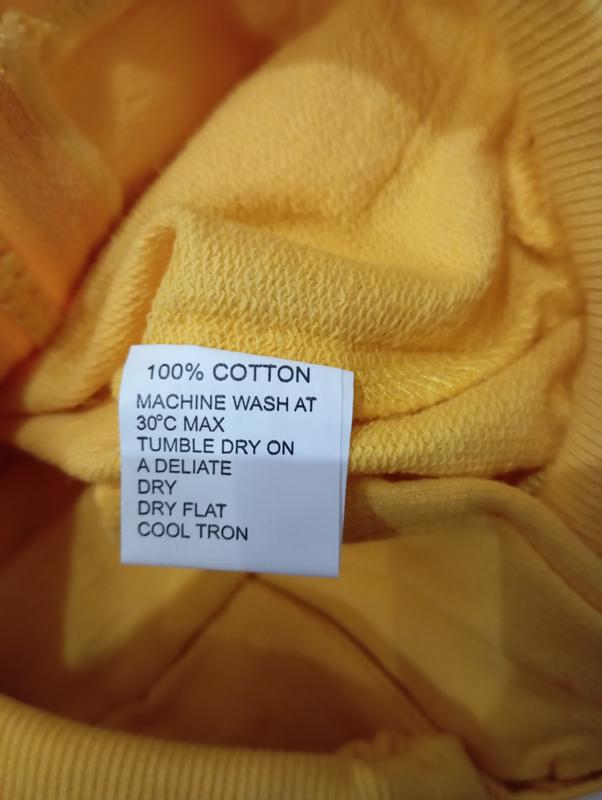 100% COTTON
MACHINE WASH AT
30°C MAX
TUMBLE DRY ON
A DELIATE
DRY
DRY FLAT
COOL TRON